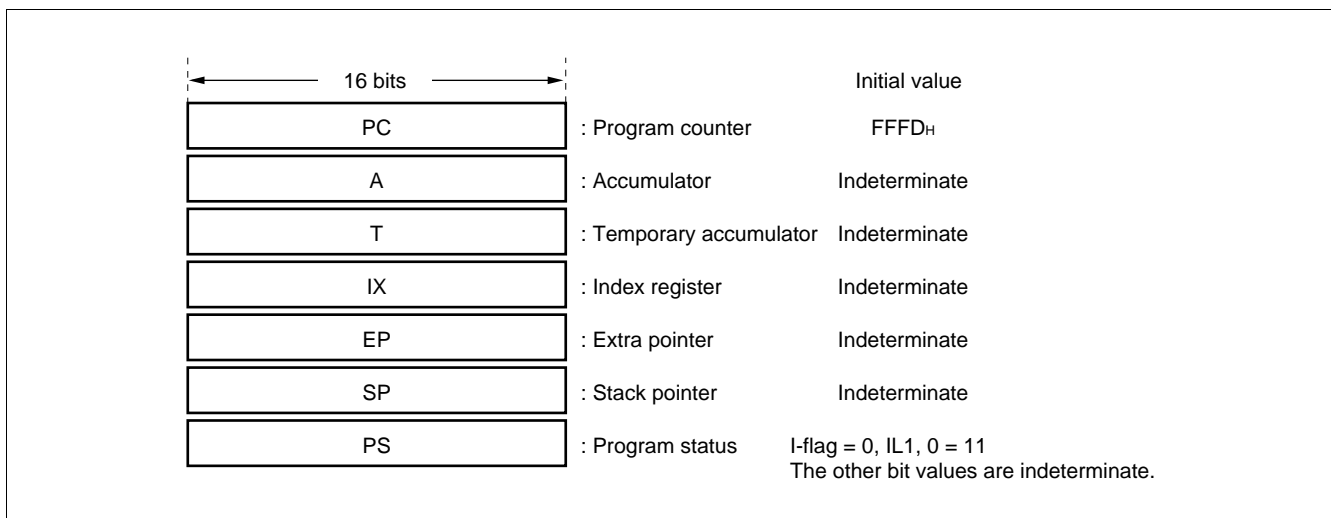 16 bits Initial value
PC : Program counter FFFDH
A : Accumulator Indeterminate
T : Temporary accumulator Indeterminate
IX : Index register Indeterminate
EP : Extra pointer Indeterminate
SP : Stack pointer Indeterminate
PS : Program status I-flag = 0, IL1, 0 = 11
The other bit values are indeterminate.